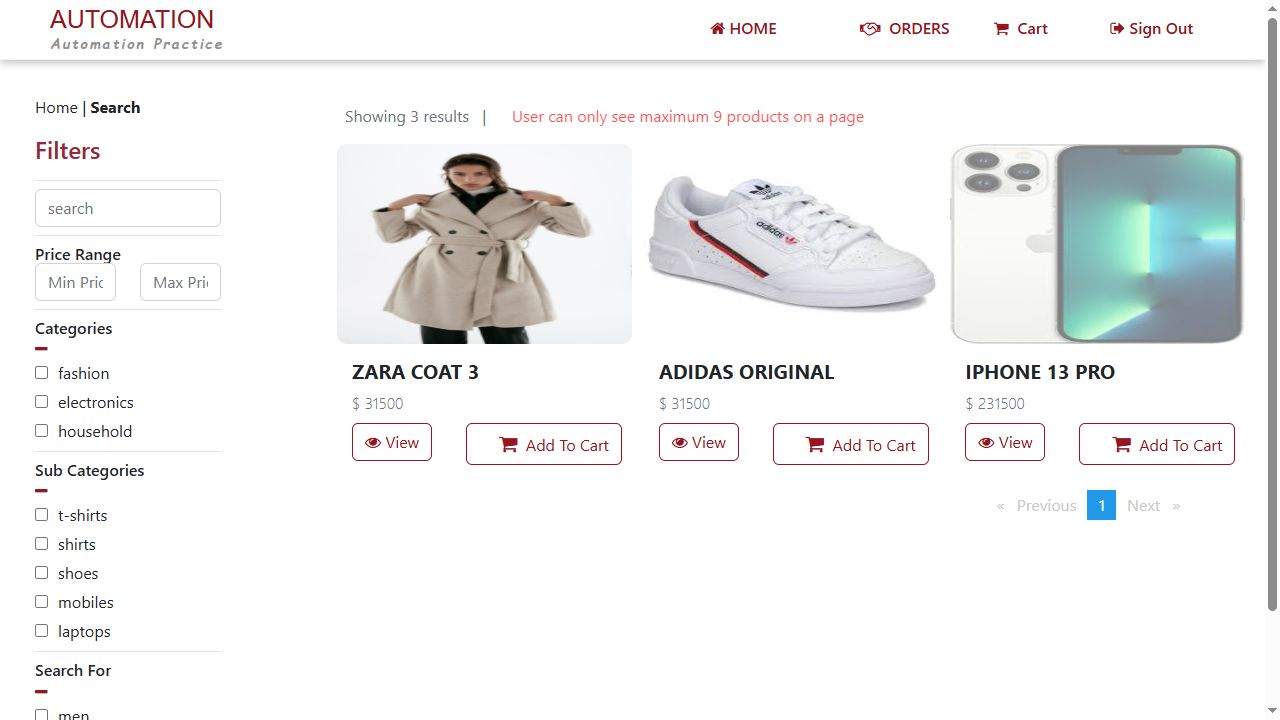 AUTOMATION
Automation Practice
HOME
ORDERS
Cart
Sign Out
Home | Search
Filters
search
Price Range
Min Pric
Max Pri
Categories
fashion
electronics
household
Sub Categories
t-shirts
shirts
shoes
mobiles
laptops
Search For
men
Showing 3 results |
User can only see maximum 9 products on a page
ZARA COAT 3
$ 31500
View
Add To Cart
adidas
adidas
ADIDAS ORIGINAL
$ 31500
View
Add To Cart
IPHONE 13 PRO
$ 231500
View
Add To Cart
« Previous 1 Next »